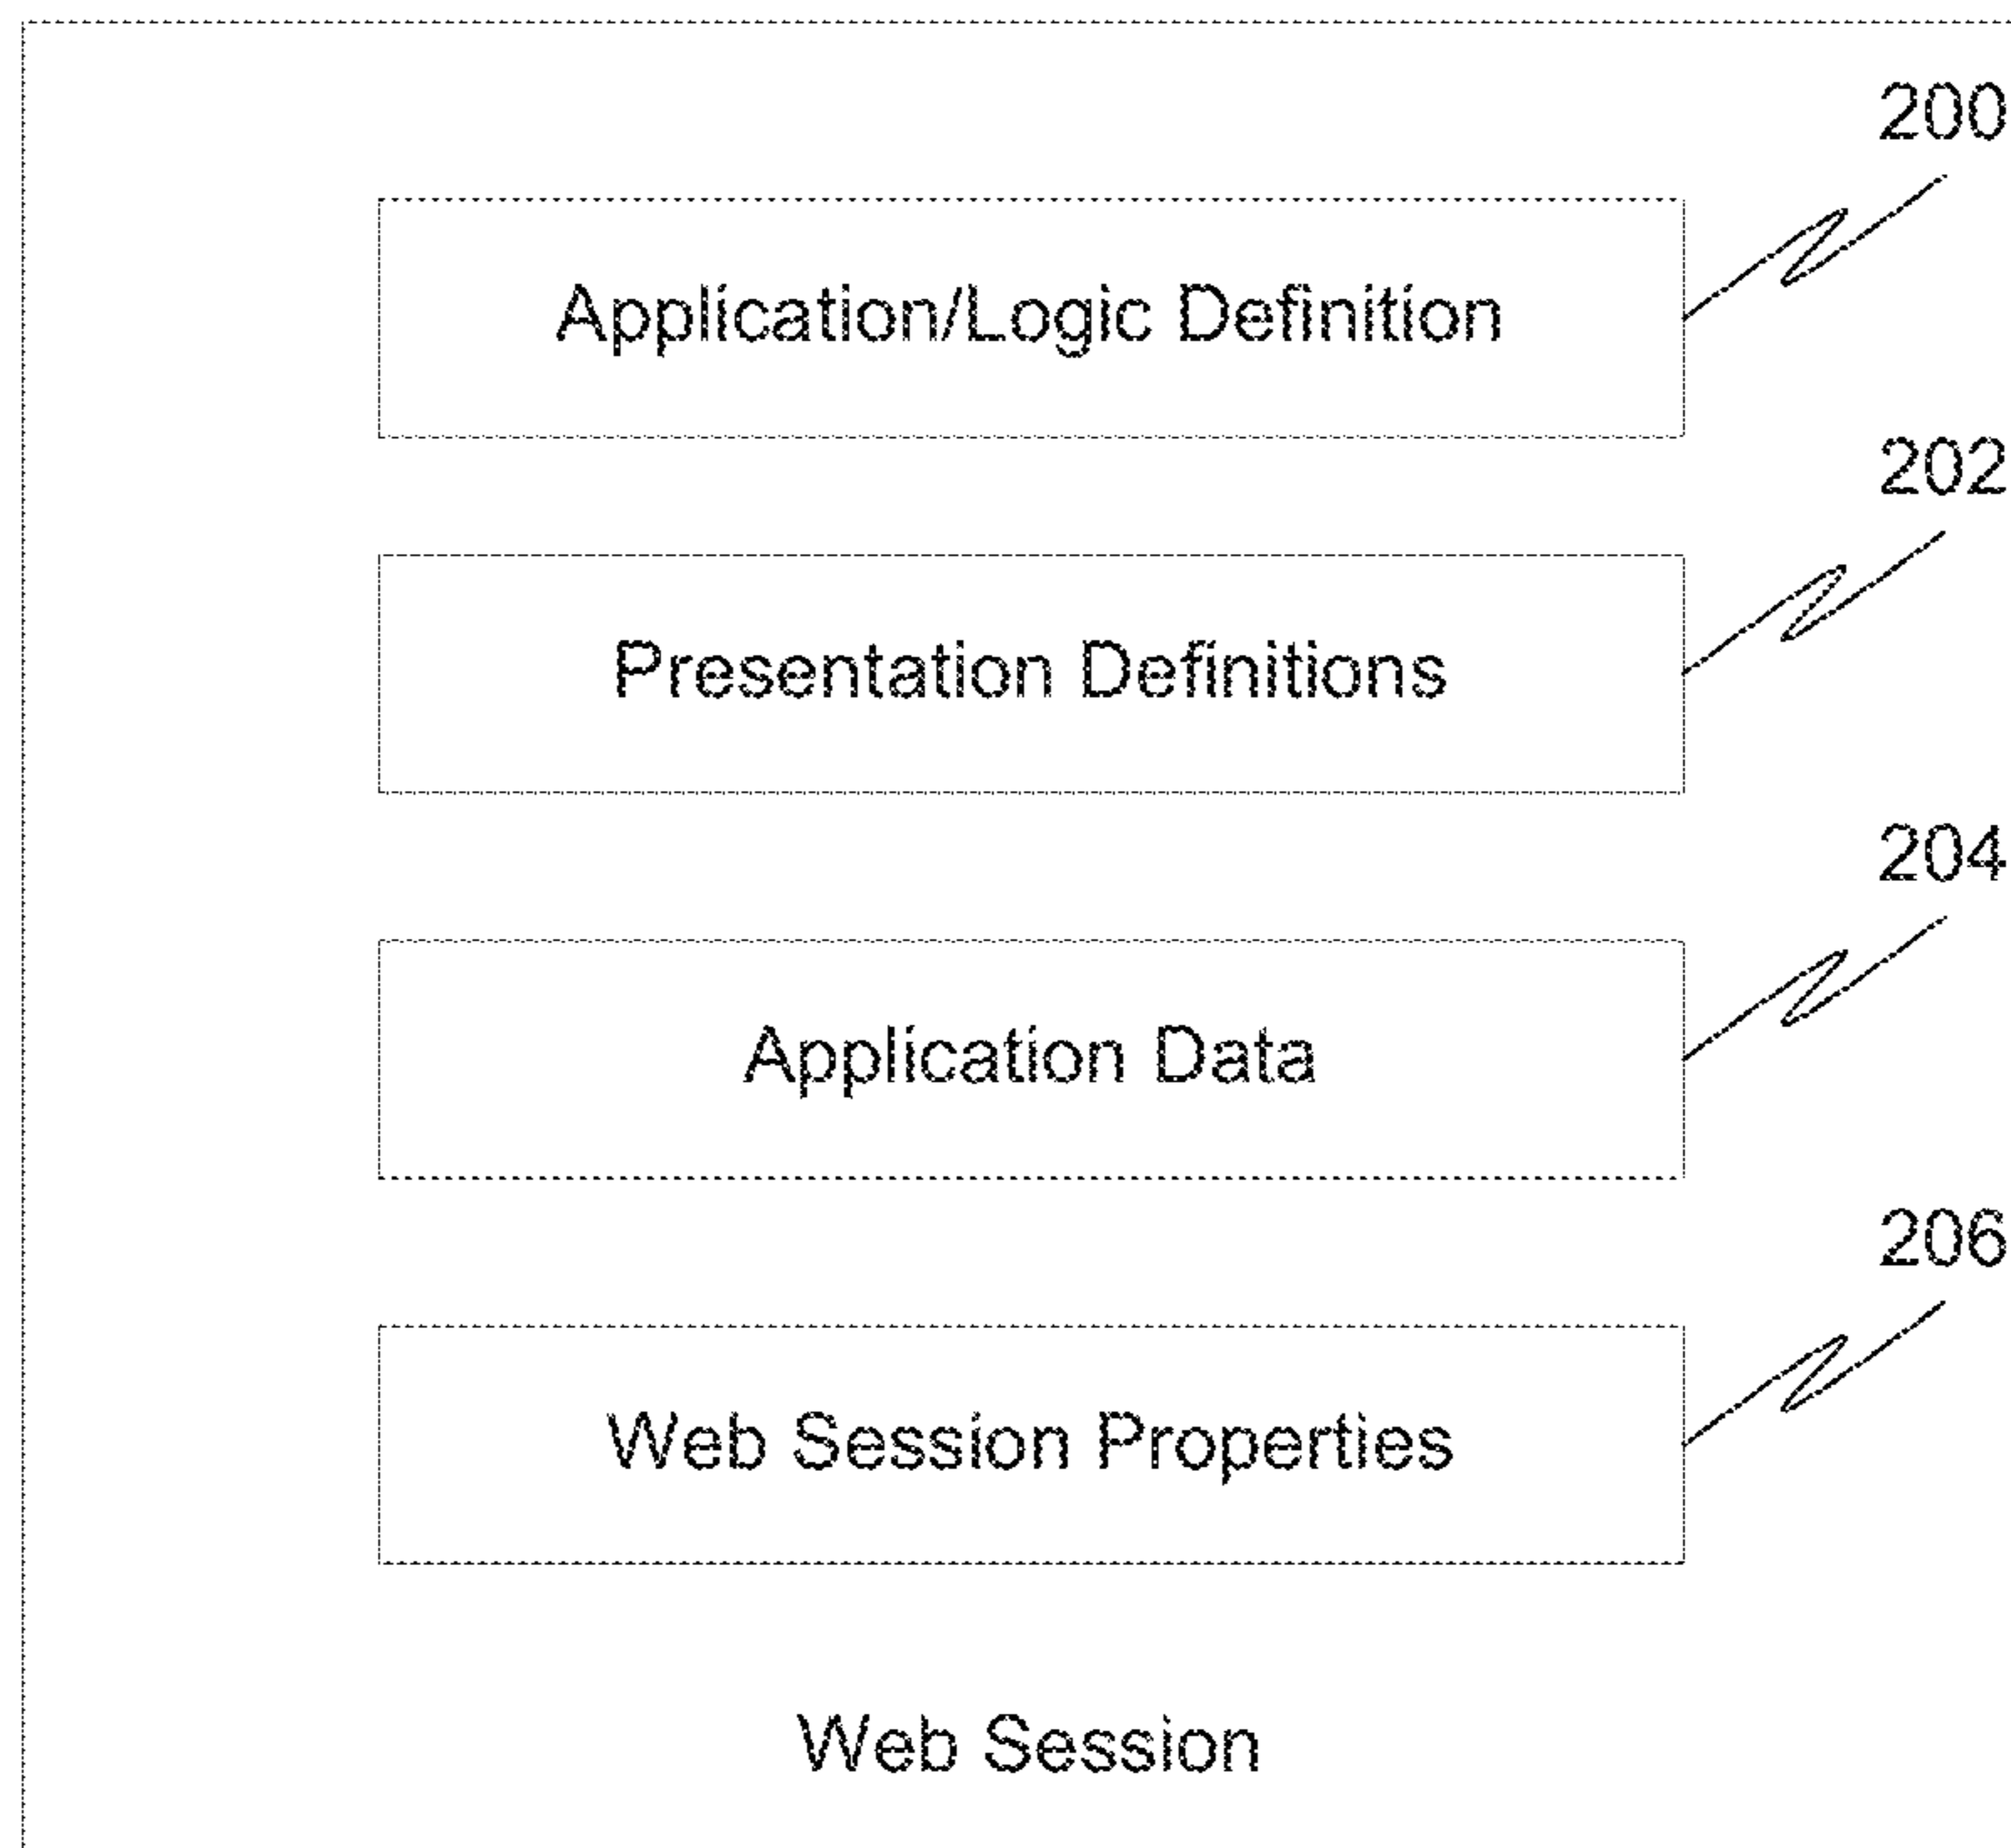 200
Application/Logic Definition
202
Presentation Definitions
204
Application Data
206
Web Session Properties
Web Session